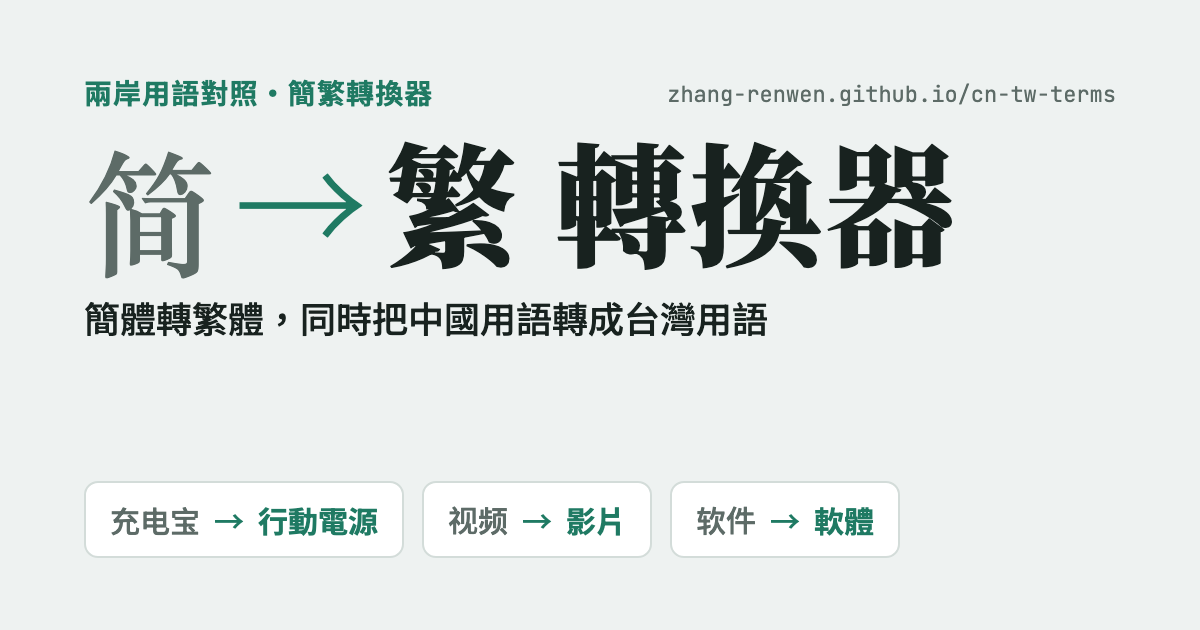 兩岸用語對照・簡繁轉換器
zhang-renwen.github.io/cn-tw-terms
简→繁 轉換器
簡體轉繁體，同時把中國用語轉成台灣用語
充电宝 → 行動電源
视频 → 影片
软件 → 軟體